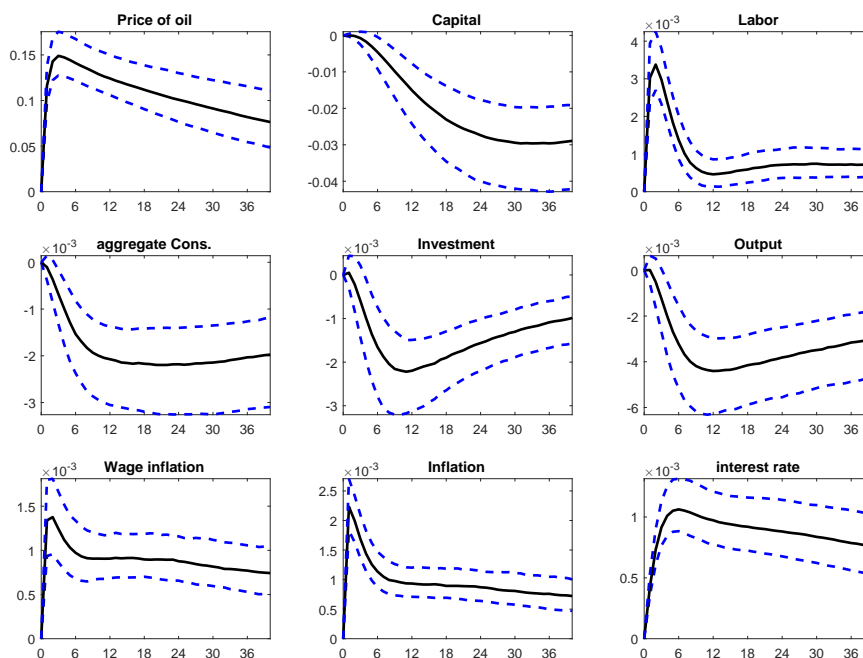 Price of oil
0.15
0.1
0.05
0
0 6 12 18 24 30 36
Capital
0
-0.01
-0.02
-0.03
-0.04
0 6 12 18 24 30 36
Labor
×10-3
4
3
2
1
0
0 6 12 18 24 30 36
aggregate Cons.
×10-3
0
-1
-2
-3
0 6 12 18 24 30 36
Investment
×10-3
0
-1
-2
-3
0 6 12 18 24 30 36
Output
×10-3
0
-2
-4
-6
0 6 12 18 24 30 36
Wage inflation
×10-3
1.5
1
0.5
0
0 6 12 18 24 30 36
Inflation
×10-3
2.5
2
1.5
1
0.5
0
0 6 12 18 24 30 36
interest rate
×10-3
1
0.5
0
0 6 12 18 24 30 36